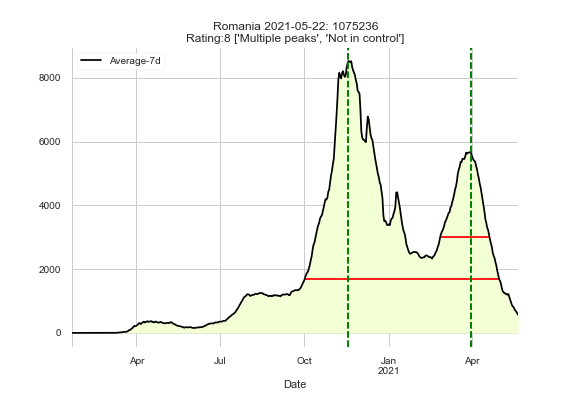 Romania 2021-05-22: 1075236
Rating:8 ['Multiple peaks', 'Not in control']
Average-7d
8000
6000
4000
2000
0
Apr
Jul
Oct
Jan
2021
Apr
Date